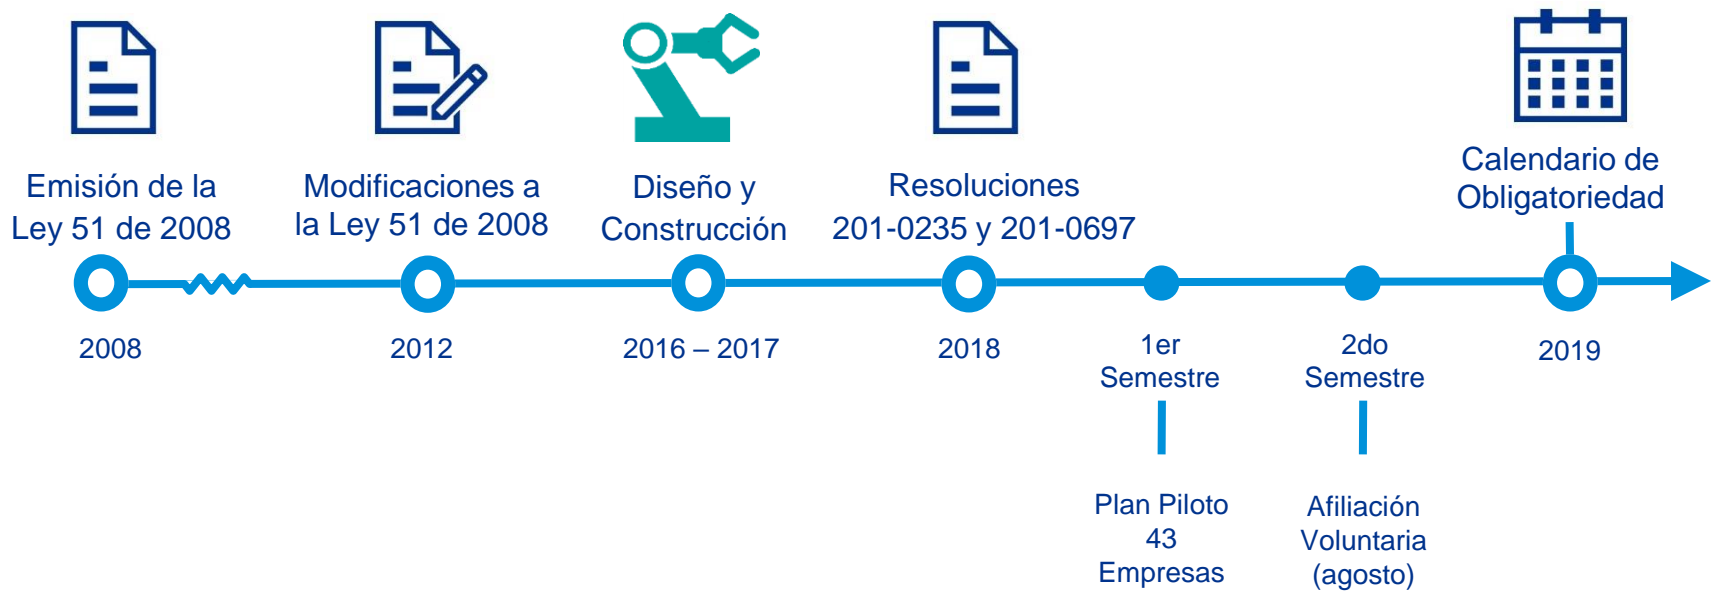 Emisión de la
Ley 51 de 2008
2008
Modificaciones a
la Ley 51 de 2008
2012
Diseño y
Construcción
2016 – 2017
Resoluciones
201-0235 y 201-0697
2018
1er
Semestre
Plan Piloto
43
Empresas
2do
Semestre
Afiliación
Voluntaria
(agosto)
Calendario de
Obligatoriedad
2019